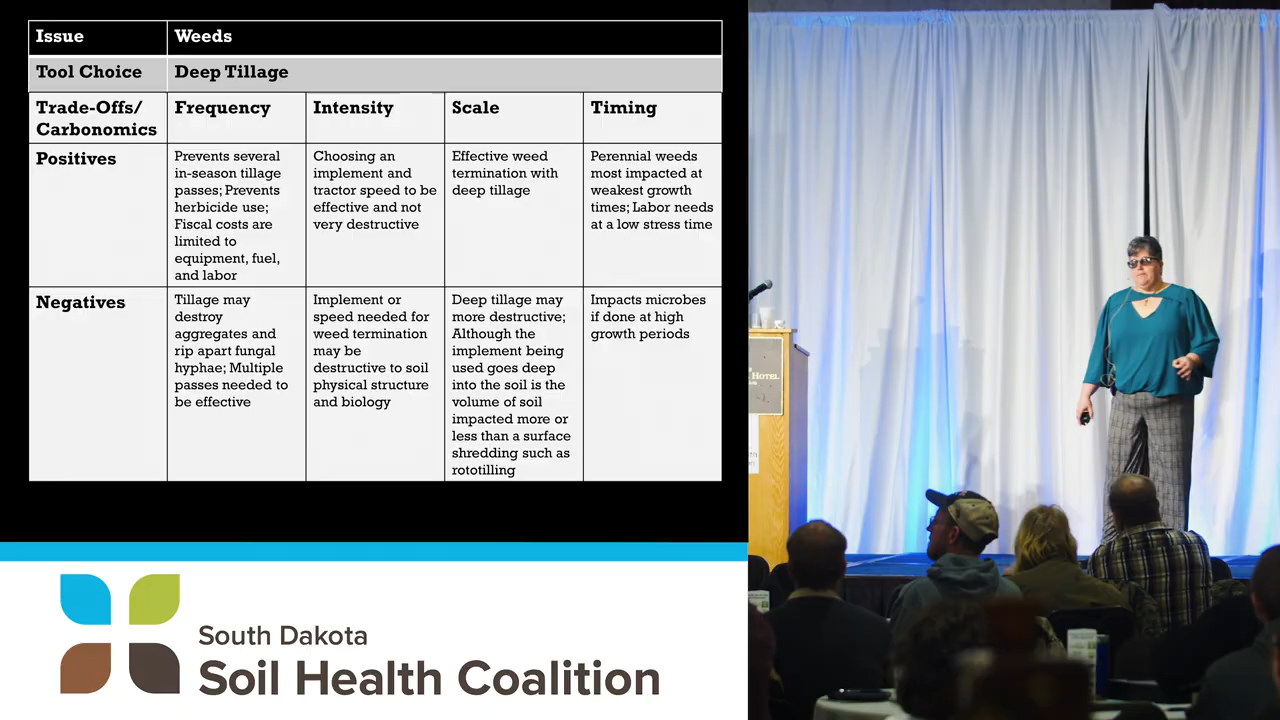 Issue
Weeds
Tool Choice
Deep Tillage
Trade-Offs/
Carbonomics
Frequency
Intensity
Scale
Timing
Positives
Prevents several
in-season tillage
passes; Prevents
herbicide use;
Fiscal costs are
limited to
equipment, fuel,
and labor
Choosing an
implement and
tractor speed to be
effective and not
very destructive
Effective weed
termination with
deep tillage
Perennial weeds
most impacted at
weakest growth
times; Labor needs
at a low stress time
Negatives
Tillage may
destroy
aggregates and
rip apart fungal
hyphae; Multiple
passes needed to
be effective
Implement or
speed needed for
weed termination
may be
destructive to soil
physical structure
and biology
Deep tillage may
more destructive;
Although the
implement being
used goes deep
into the soil is the
volume of soil
impacted more or
less than a surface
shredding such as
rototilling
Impacts microbes
if done at high
growth periods
South Dakota
Soil Health Coalition
Hotel